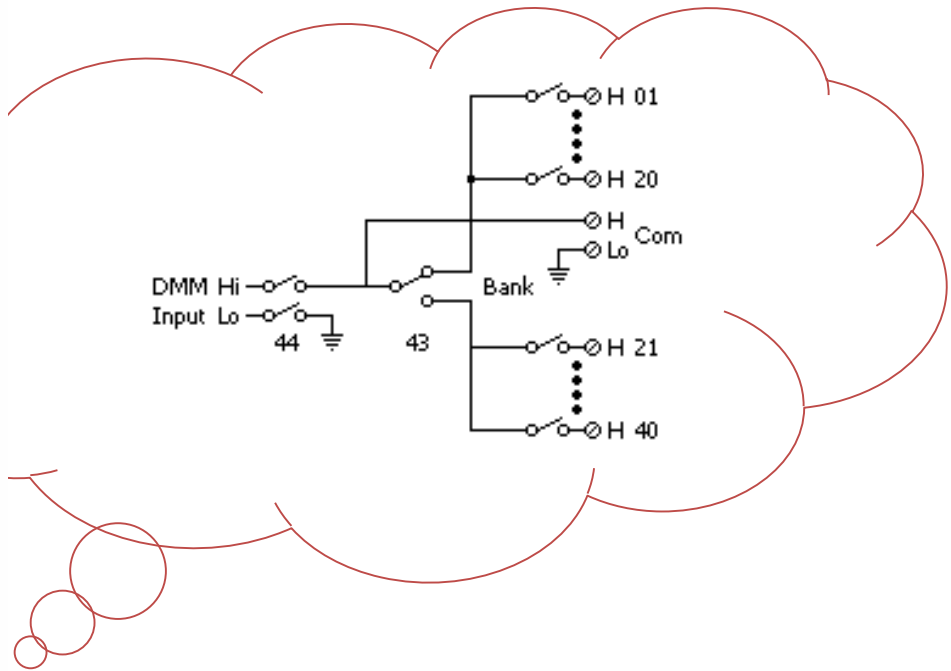 H 01
H 20
H
Com
Lo
DMM Hi
Bank
Input Lo
44
43
H 21
H 40